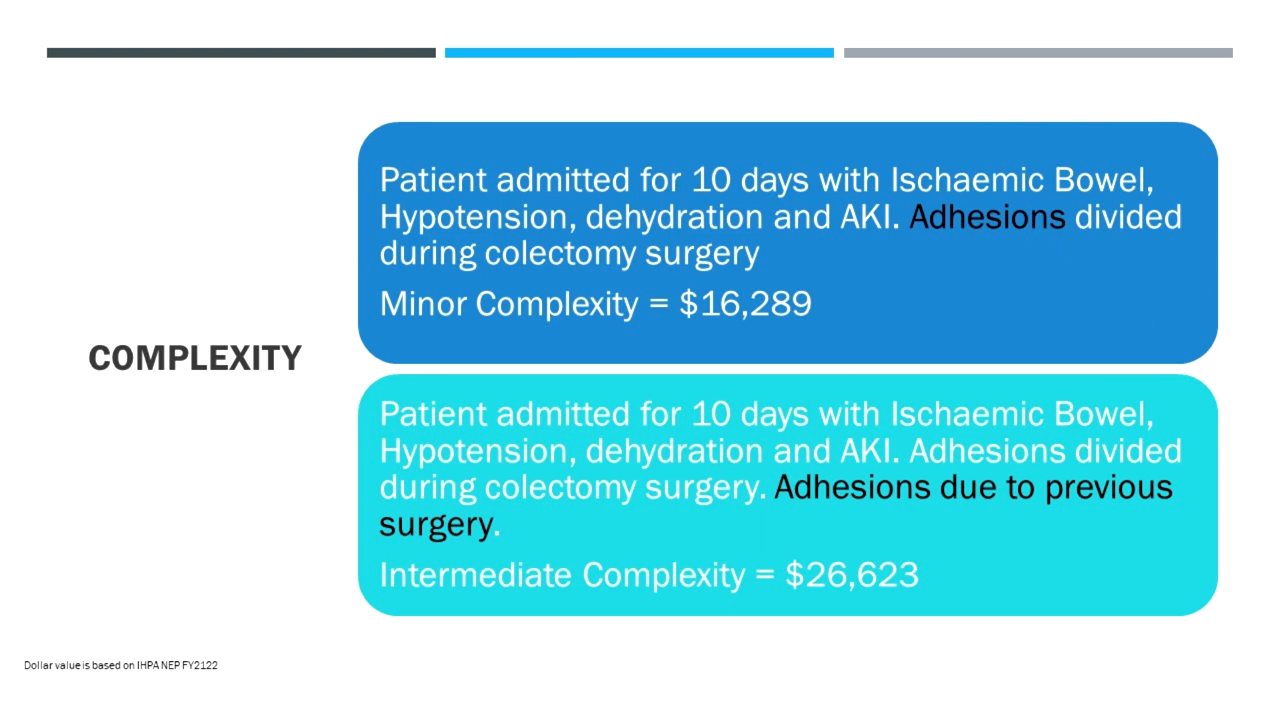 Patient admitted for 10 days with Ischaemic Bowel,
Hypotension, dehydration and AKI. Adhesions divided
during colectomy surgery
Minor Complexity = $16,289
COMPLEXITY
Patient admitted for 10 days with Ischaemic Bowel,
Hypotension, dehydration and AKI. Adhesions divided
during colectomy surgery. Adhesions due to previous
surgery.
Intermediate Complexity = $26,623
Dollar value is based on IHPA NEP FY2122